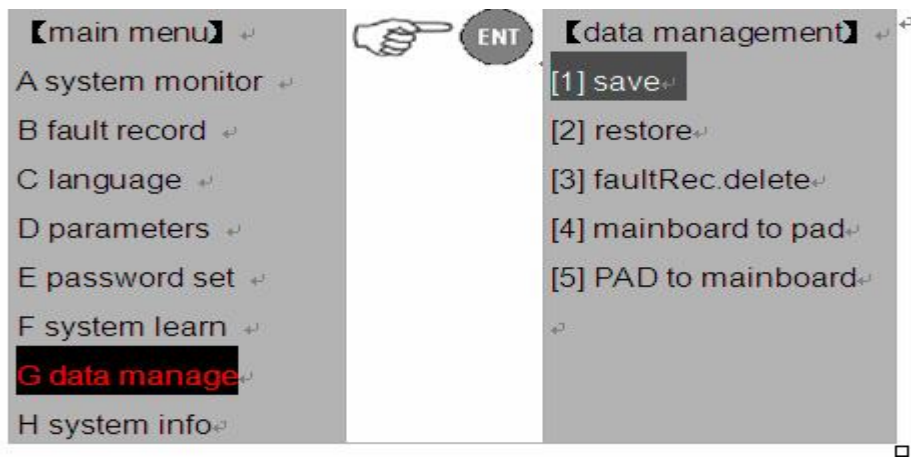 【main menu】
A system monitor
B fault record
C language
D parameters
E password set
F system learn
G data manage
H system info
ENT
【data management】
[1] save
[2] restore
[3] faultRec.delete
[4] mainboard to pad
[5] PAD to mainboard